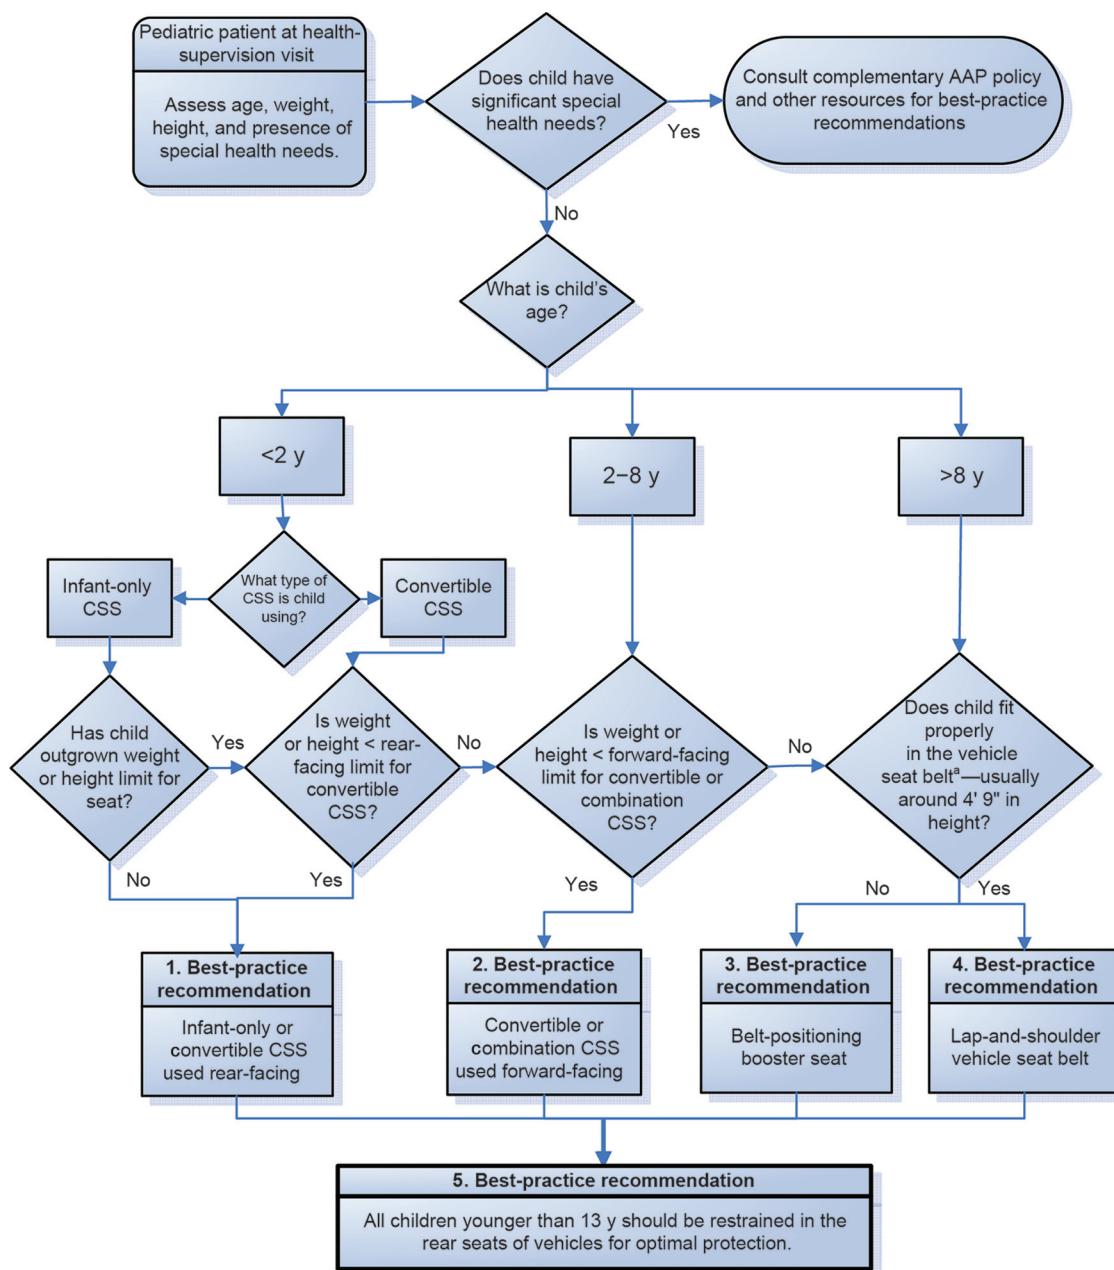 Pediatric patient at health-
supervision visit
Assess age, weight,
height, and presence of
special health needs.
Does child have
significant special
health needs?
Yes
Consult complementary AAP policy
and other resources for best-practice
recommendations
No
What is child's
age?
<2 y
2–8 y
>8 y
Infant-only
CSS
What type of
CSS is child
using?
Convertible
CSS
Has child
outgrown weight
or height limit for
seat?
Yes
Is weight
or height < rear-
facing limit for
convertible
CSS?
No
Is weight or
height < forward-facing
limit for convertible or
combination
CSS?
No
Does child fit
properly
in the vehicle
seat beltª—usually
around 4' 9" in
height?
No
Yes
Yes
No
Yes
1. Best-practice
recommendation
Infant-only or
convertible CSS
used rear-facing
2. Best-practice
recommendation
Convertible or
combination CSS
used forward-facing
3. Best-practice
recommendation
Belt-positioning
booster seat
4. Best-practice
recommendation
Lap-and-shoulder
vehicle seat belt
5. Best-practice recommendation
All children younger than 13 y should be restrained in the
rear seats of vehicles for optimal protection.